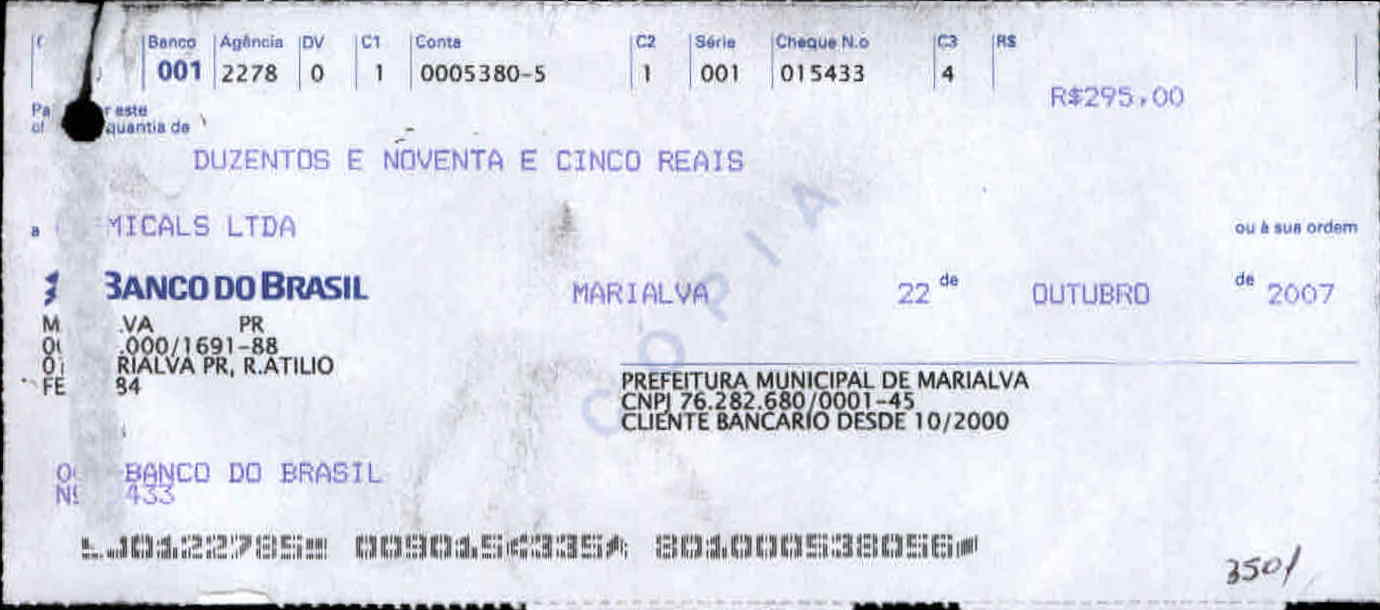 Banco Agência DV C1 Conta C2 Série Cheque N.o C3 R$
001 2278 0 1 0005380-5 1 001 015433 4
R$295,00
este
quantia de
DUZENTOS E NOVENTA E CINCO REAIS
a MICALS LTDA ou à sua ordem
BANCO DO BRASIL MARIALVA 22 de OUTUBRO de 2007
M VA PR
.000/1691-88
RIALVA PR, R.ATILIO
FE 84
PREFEITURA MUNICIPAL DE MARIALVA
CNPJ 76.282.680/0001-45
CLIENTE BANCARIO DESDE 10/2000
COPIA
BANCO DO BRASIL
433
3501